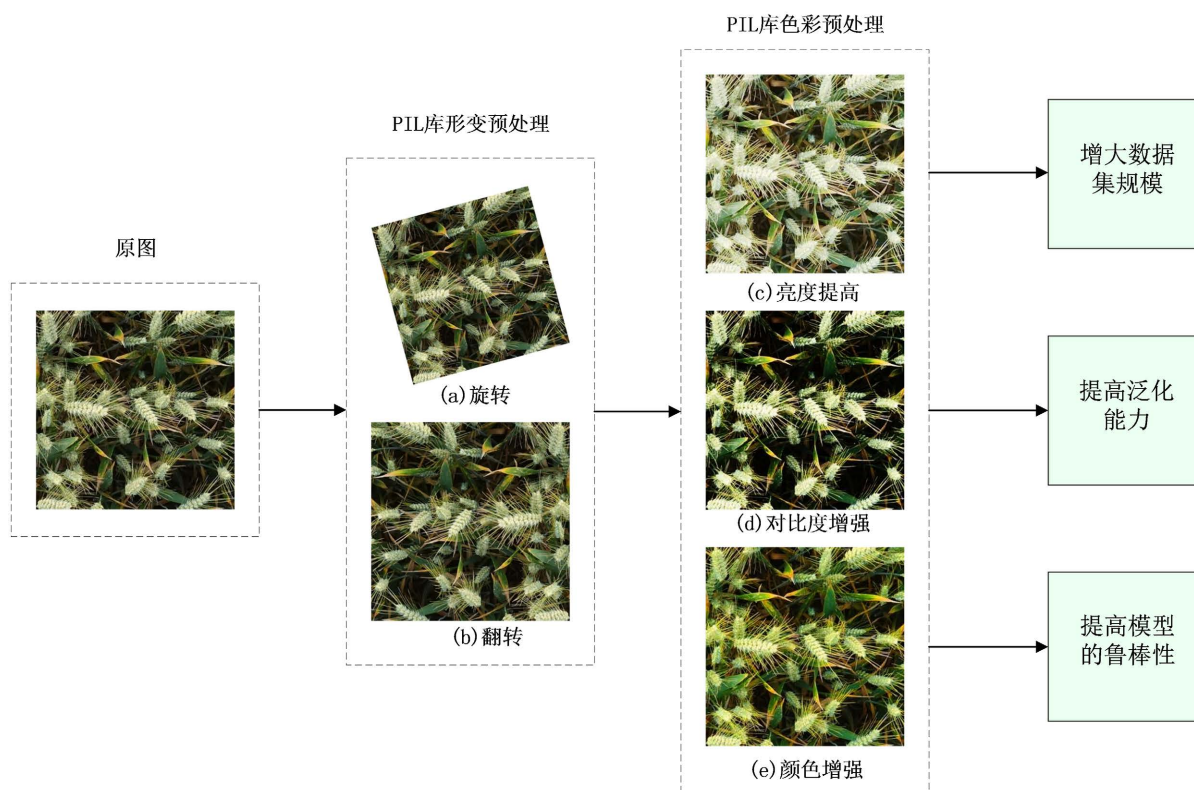 原图
PIL库形变预处理
(a)旋转
(b)翻转
PIL库色彩预处理
(c)亮度提高
(d)对比度增强
(e)颜色增强
增大数据
集规模
提高泛化
能力
提高模型
的鲁棒性